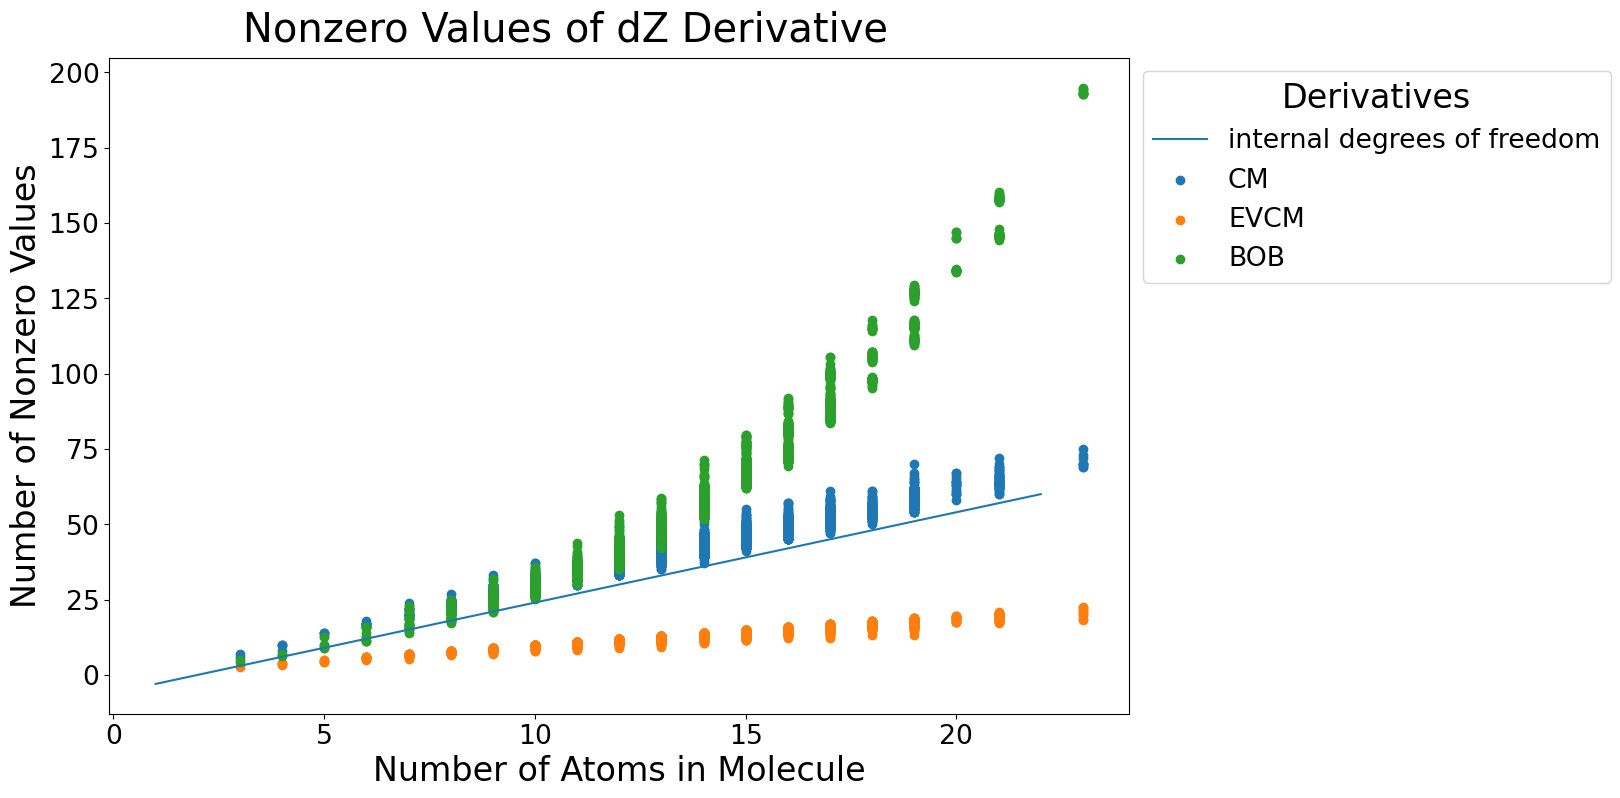 Nonzero Values of dZ Derivative
Number of Nonzero Values
200
175
150
125
100
75
50
25
0
0 5 10 15 20
Number of Atoms in Molecule
Derivatives
internal degrees of freedom
CM
EVCM
BOB